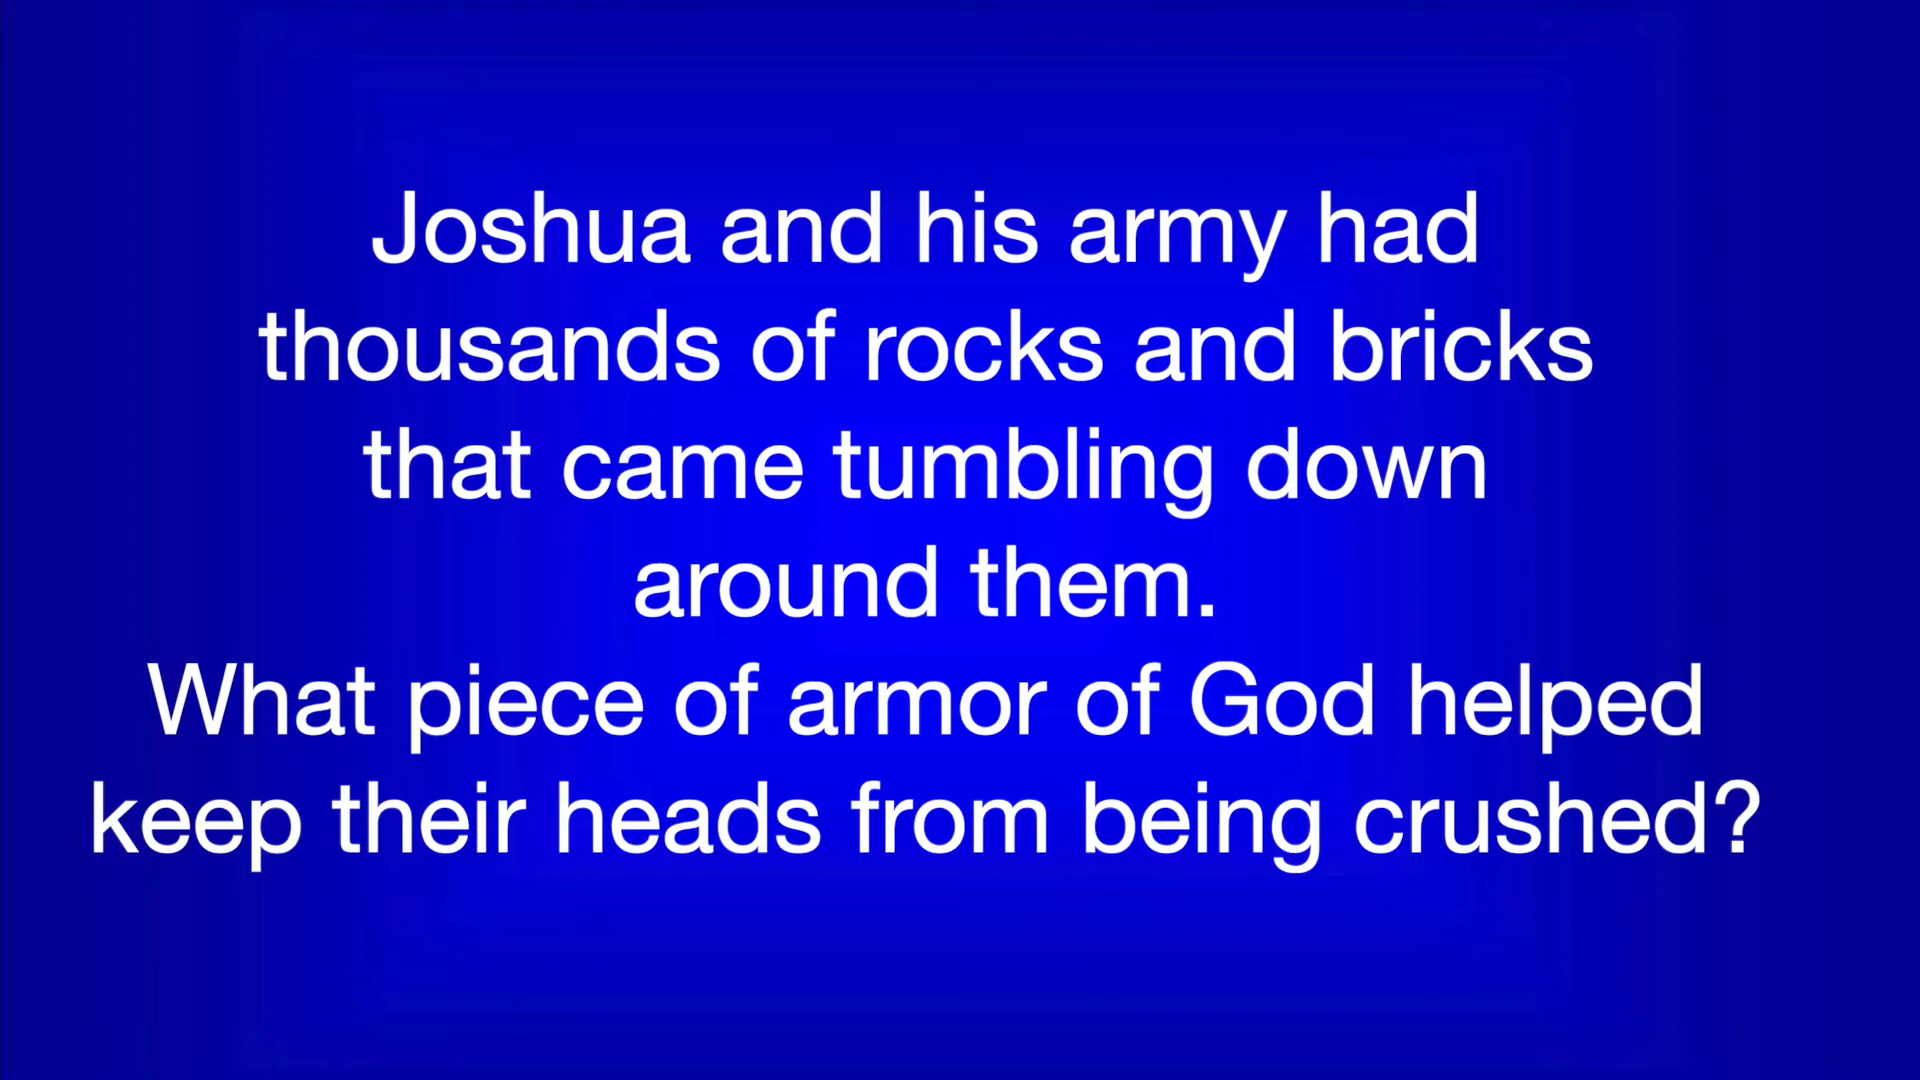 Joshua and his army had
thousands of rocks and bricks
that came tumbling down
around them.
What piece of armor of God helped
keep their heads from being crushed?